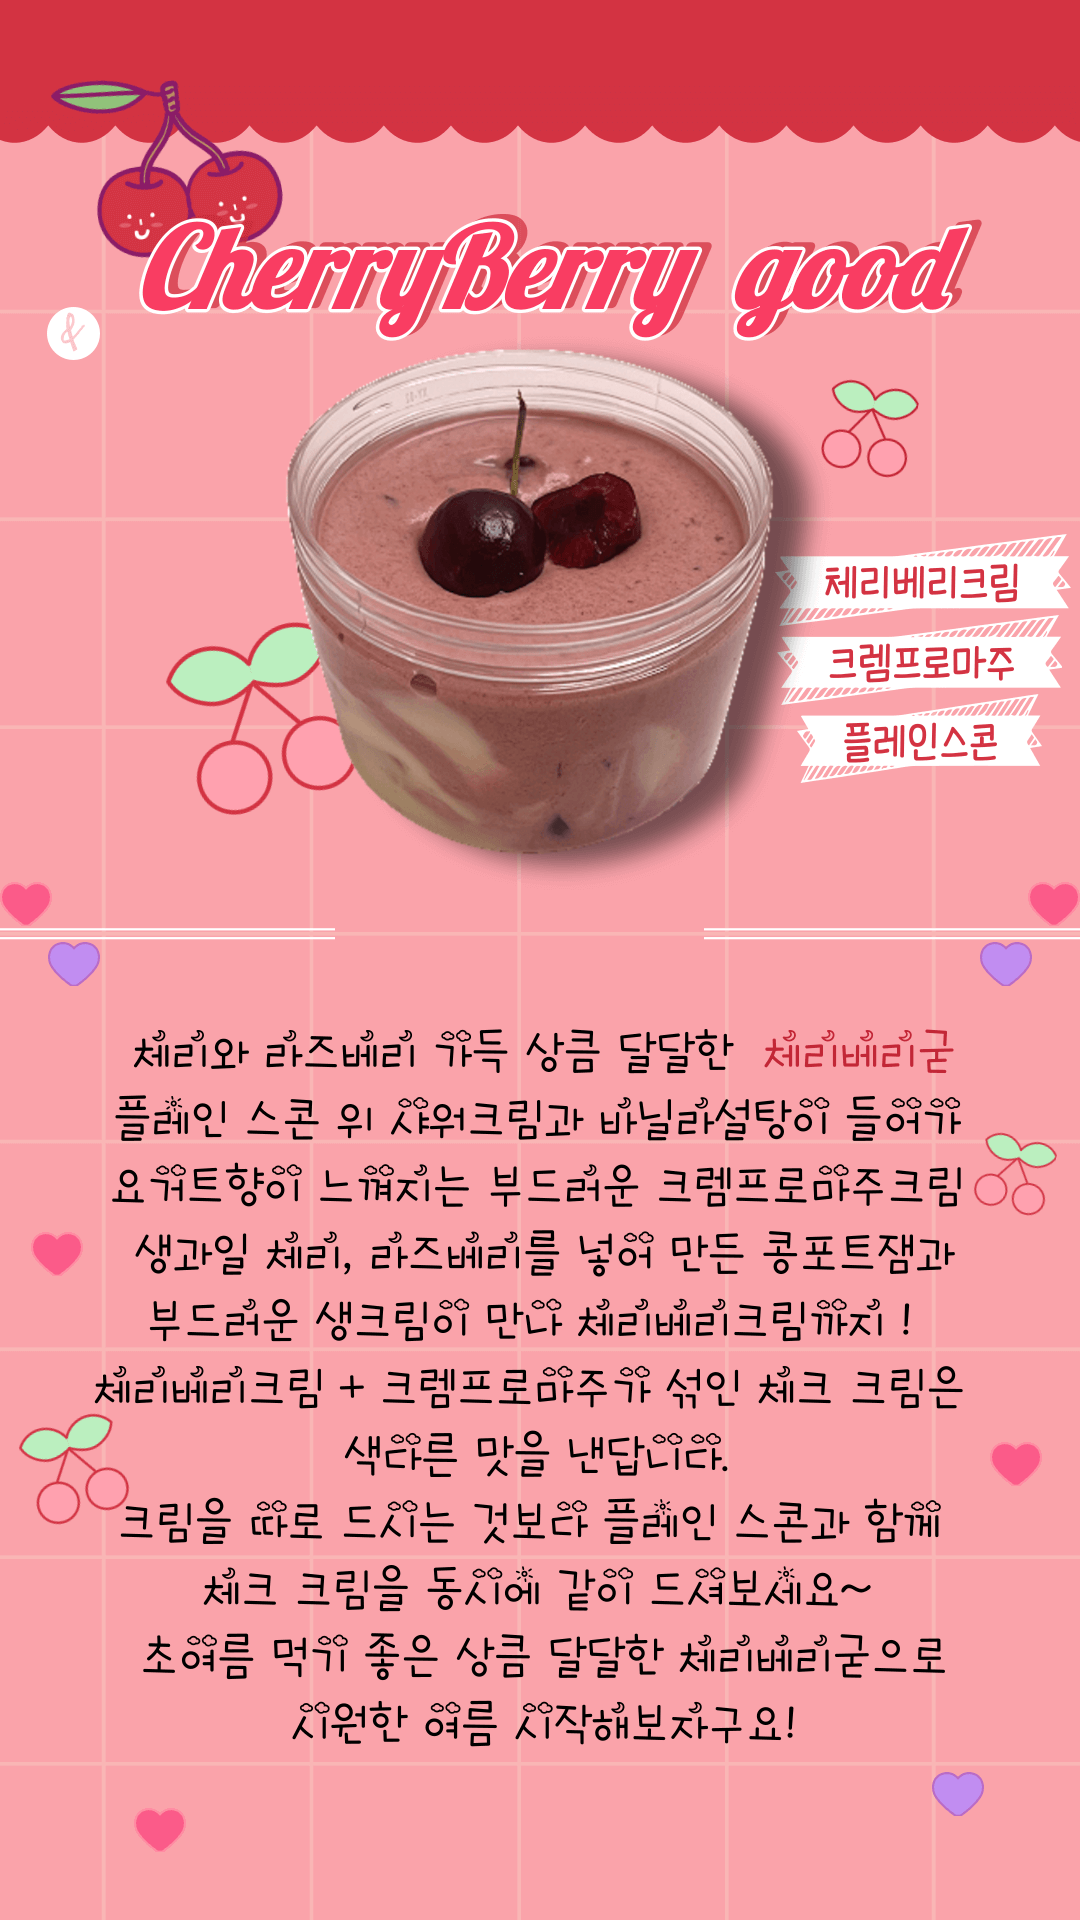 CherryBerry good
&
체리베리크림
크렘프로마주
플레인스콘
체리와 라즈베리 가득 상큼 달달한 체리베리굳
플레인 스콘 위 샤워크림과 바닐라설탕이 들어가
요거트향이 느껴지는 부드러운 크렘프로마주크림
생과일 체리, 라즈베리를 넣어 만든 콩포트잼과
부드러운 생크림이 만나 체리베리크림까지 !
체리베리크림 + 크렘프로마주가 섞인 체크 크림은
색다른 맛을 낸답니다.
크림을 따로 드시는 것보다 플레인 스콘과 함께
체크 크림을 동시에 같이 드셔보세요~
초여름 먹기 좋은 상큼 달달한 체리베리굳으로
시원한 여름 시작해보자구요!